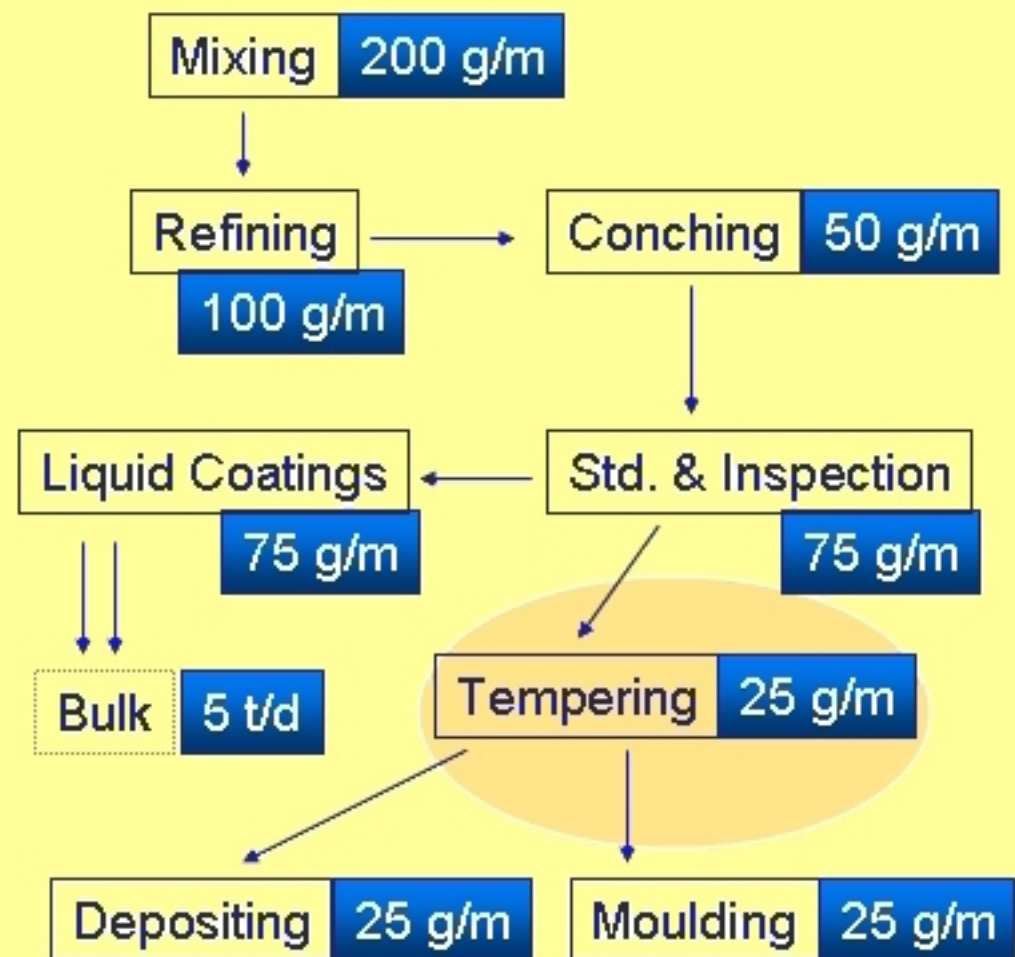 Mixing 200 g/m
Refining
100 g/m
Conching 50 g/m
Liquid Coatings
75 g/m
Std. & Inspection
75 g/m
Bulk 5 t/d
Tempering 25 g/m
Depositing 25 g/m
Moulding 25 g/m